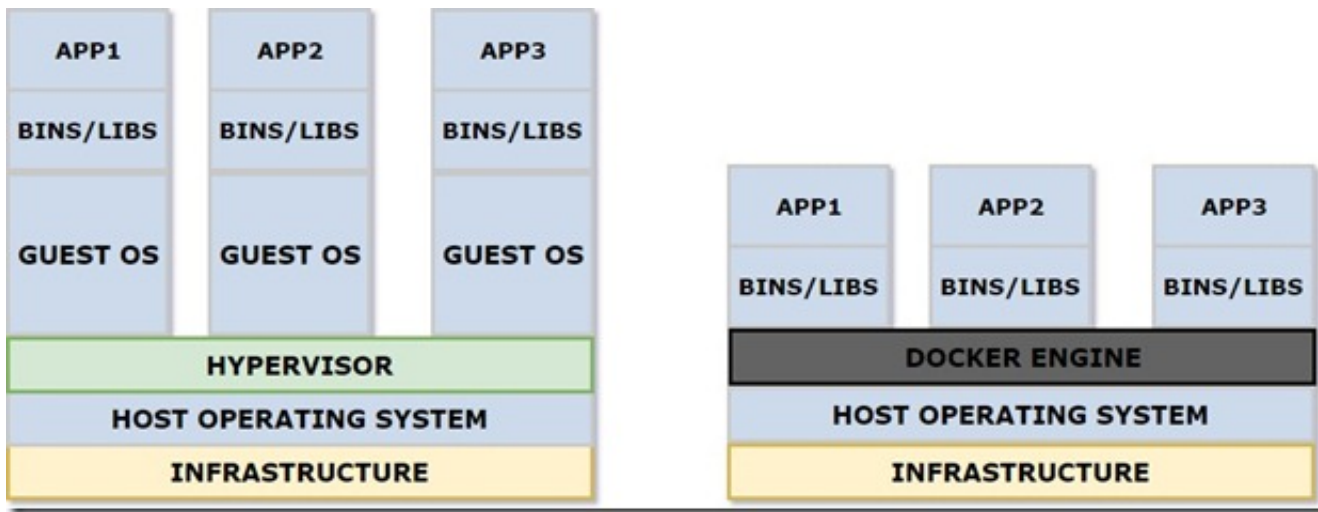 APP1
APP2
APP3
BINS/LIBS
BINS/LIBS
BINS/LIBS
GUEST OS
GUEST OS
GUEST OS
HYPERVISOR
HOST OPERATING SYSTEM
INFRASTRUCTURE
APP1
APP2
APP3
BINS/LIBS
BINS/LIBS
BINS/LIBS
DOCKER ENGINE
HOST OPERATING SYSTEM
INFRASTRUCTURE